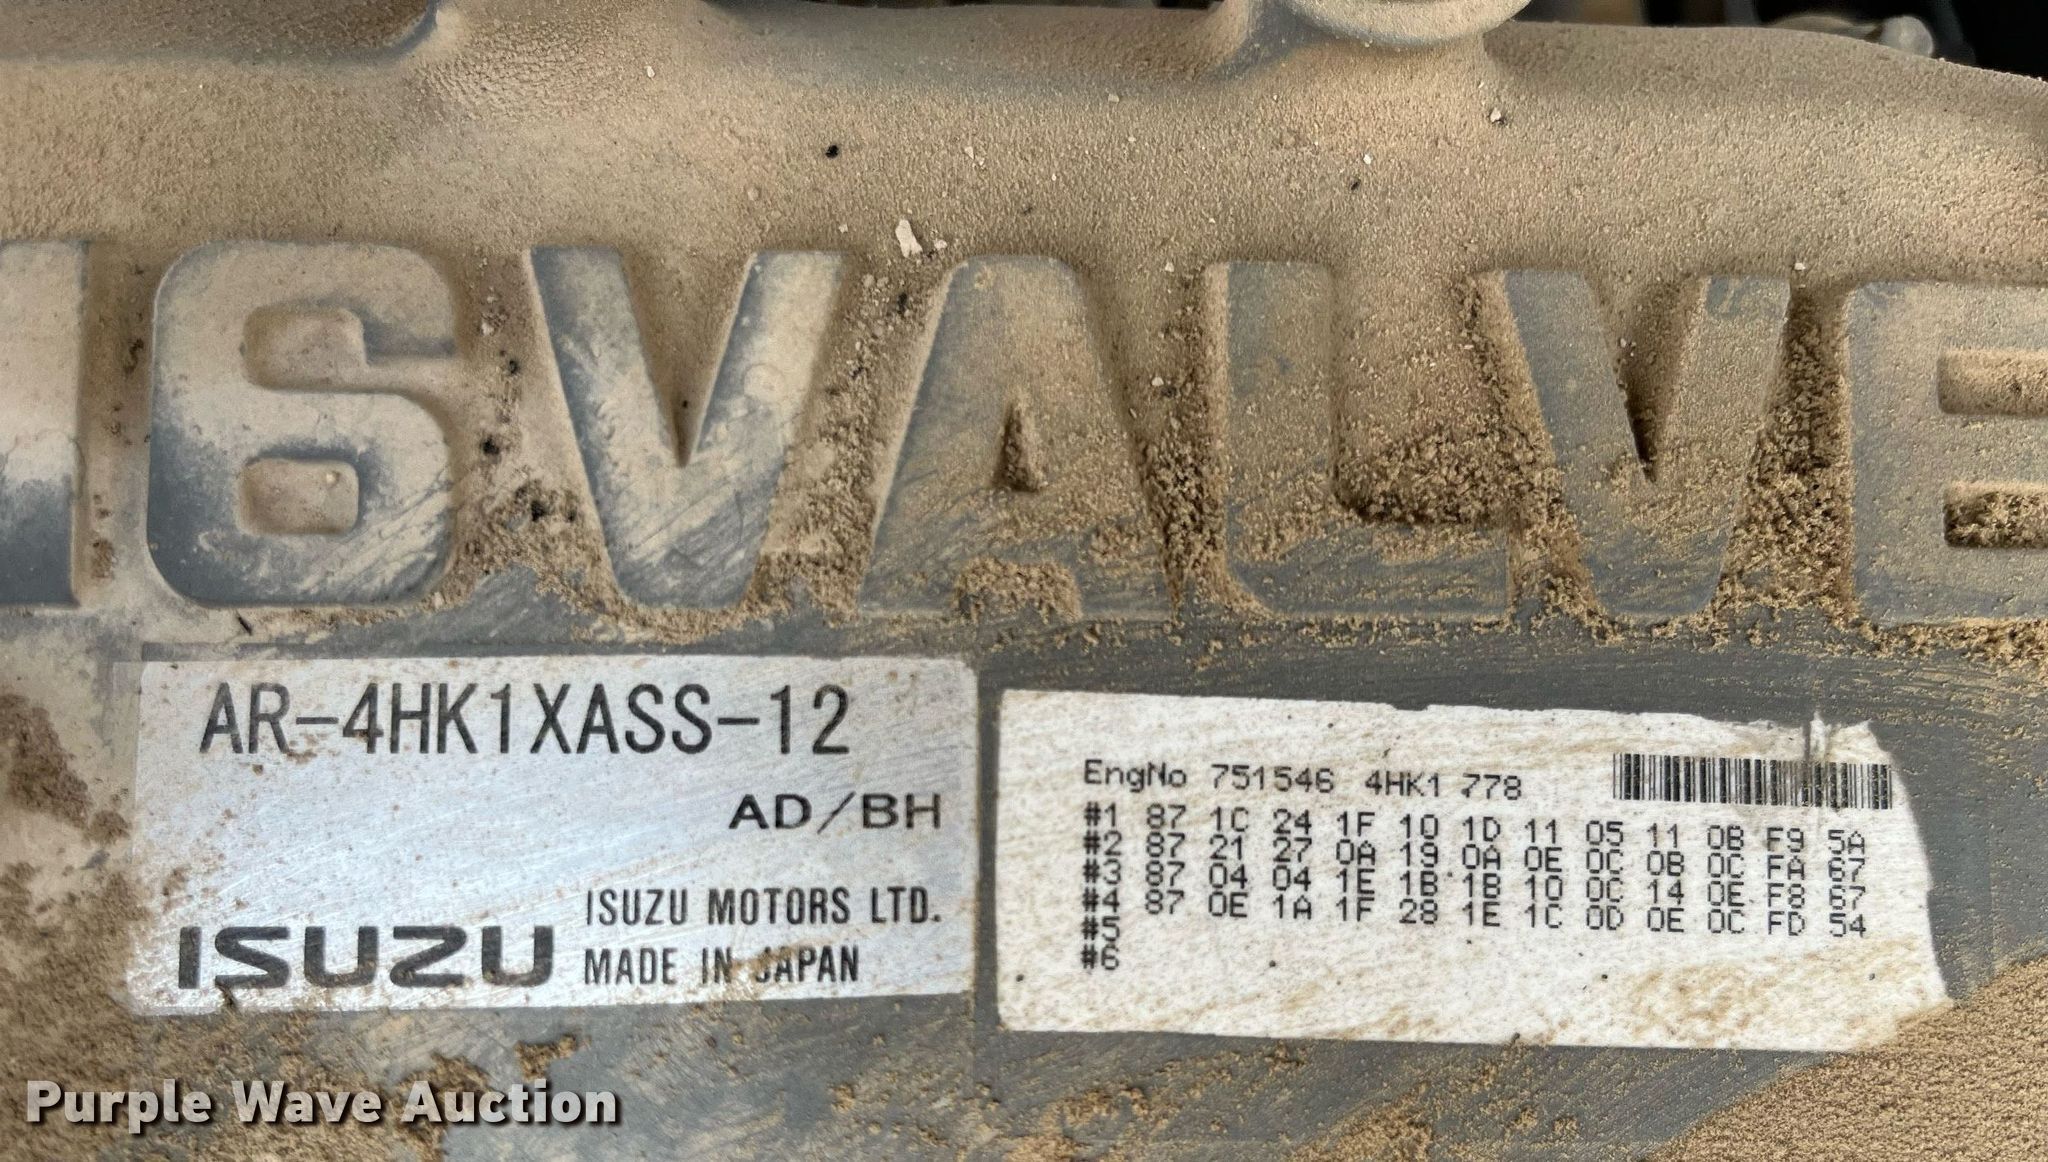 16VALVE
AR-4HK1XASS-12
AD/BH
ISUZU
ISUZU MOTORS LTD.
MADE IN JAPAN
EngNo 751546 4HK1 778
#1 87 1C 24 1F 10 1D 11 05 11 0B F9 5A
#2 87 21 27 0A 19 0A 0E 0C 0B 0C FA 67
#3 87 04 04 1E 1B 1B 10 0C 14 0E F8 67
#4 87 0E 1A 1F 28 1E 1C 0D 0E 0C FD 54
#5
#6
Purple Wave Auction